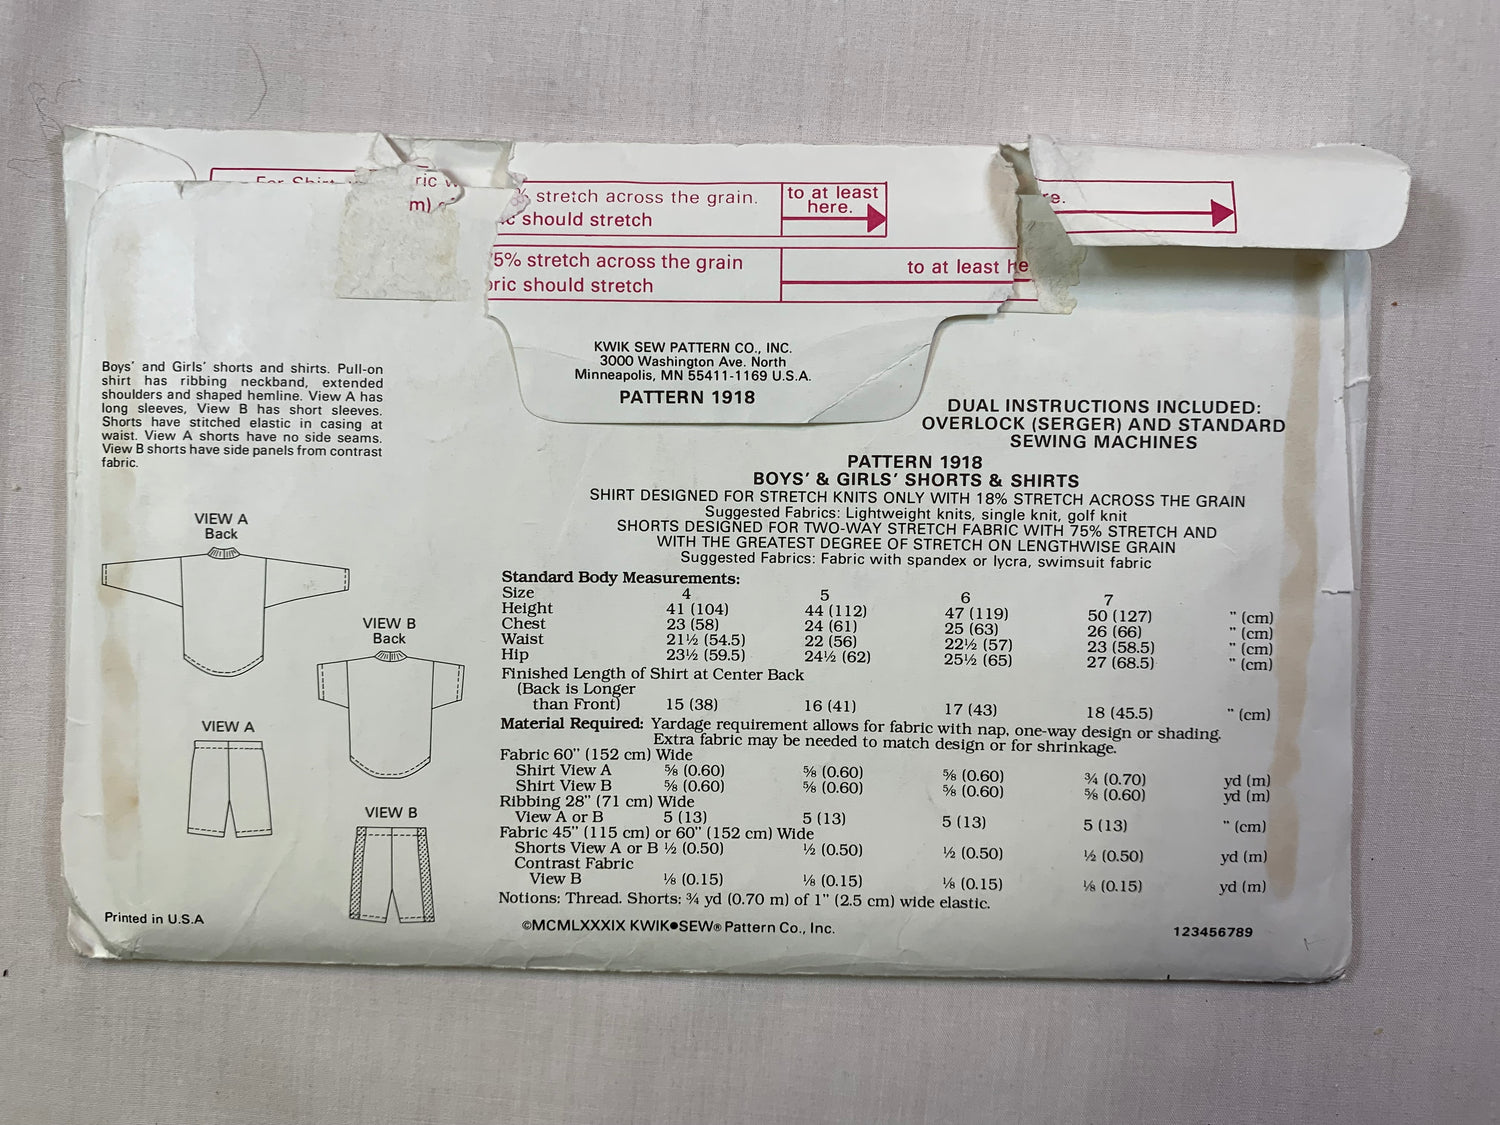 ric
m)
% stretch across the grain.
should stretch
to at least
here.
re.
5% stretch across the grain
bric should stretch
to at least he
KWIK SEW PATTERN CO., INC.
3000 Washington Ave. North
Minneapolis, MN 55411-1169 U.S.A.
PATTERN 1918
Boys' and Girls' shorts and shirts. Pull-on
shirt has ribbing neckband, extended
shoulders and shaped hemline. View A has
long sleeves, View B has short sleeves.
Shorts have stitched elastic in casing at
waist. View A shorts have no side seams.
View B shorts have side panels from contrast
fabric.
VIEW A
Back
VIEW B
Back
VIEW A
VIEW B
Printed in U.S.A
DUAL INSTRUCTIONS INCLUDED:
OVERLOCK (SERGER) AND STANDARD
SEWING MACHINES
PATTERN 1918
BOYS' & GIRLS' SHORTS & SHIRTS
SHIRT DESIGNED FOR STRETCH KNITS ONLY WITH 18% STRETCH ACROSS THE GRAIN
Suggested Fabrics: Lightweight knits, single knit, golf knit
SHORTS DESIGNED FOR TWO-WAY STRETCH FABRIC WITH 75% STRETCH AND
WITH THE GREATEST DEGREE OF STRETCH ON LENGTHWISE GRAIN
Suggested Fabrics: Fabric with spandex or lycra, swimsuit fabric
Standard Body Measurements:
Size 4 5 6 7
Height 41 (104) 44 (112) 47 (119) 50 (127) " (cm)
Chest 23 (58) 24 (61) 25 (63) 26 (66) " (cm)
Waist 21½ (54.5) 22 (56) 22½ (57) 23 (58.5) " (cm)
Hip 23½ (59.5) 24½ (62) 25½ (65) 27 (68.5) " (cm)
Finished Length of Shirt at Center Back
(Back is Longer
than Front) 15 (38) 16 (41) 17 (43) 18 (45.5) " (cm)
Material Required: Yardage requirement allows for fabric with nap, one-way design or shading.
Extra fabric may be needed to match design or for shrinkage.
Fabric 60" (152 cm) Wide
Shirt View A ⅝ (0.60) ⅝ (0.60) ⅝ (0.60) ¾ (0.70) yd (m)
Shirt View B ⅝ (0.60) ⅝ (0.60) ⅝ (0.60) ⅝ (0.60) yd (m)
Ribbing 28" (71 cm) Wide
View A or B 5 (13) 5 (13) 5 (13) 5 (13) " (cm)
Fabric 45" (115 cm) or 60" (152 cm) Wide
Shorts View A or B ½ (0.50) ½ (0.50) ½ (0.50) ½ (0.50) yd (m)
Contrast Fabric
View B ⅛ (0.15) ⅛ (0.15) ⅛ (0.15) ⅛ (0.15) yd (m)
Notions: Thread. Shorts: ¾ yd (0.70 m) of 1" (2.5 cm) wide elastic.
©MCMLXXXIX KWIK•SEW® Pattern Co., Inc.
123456789